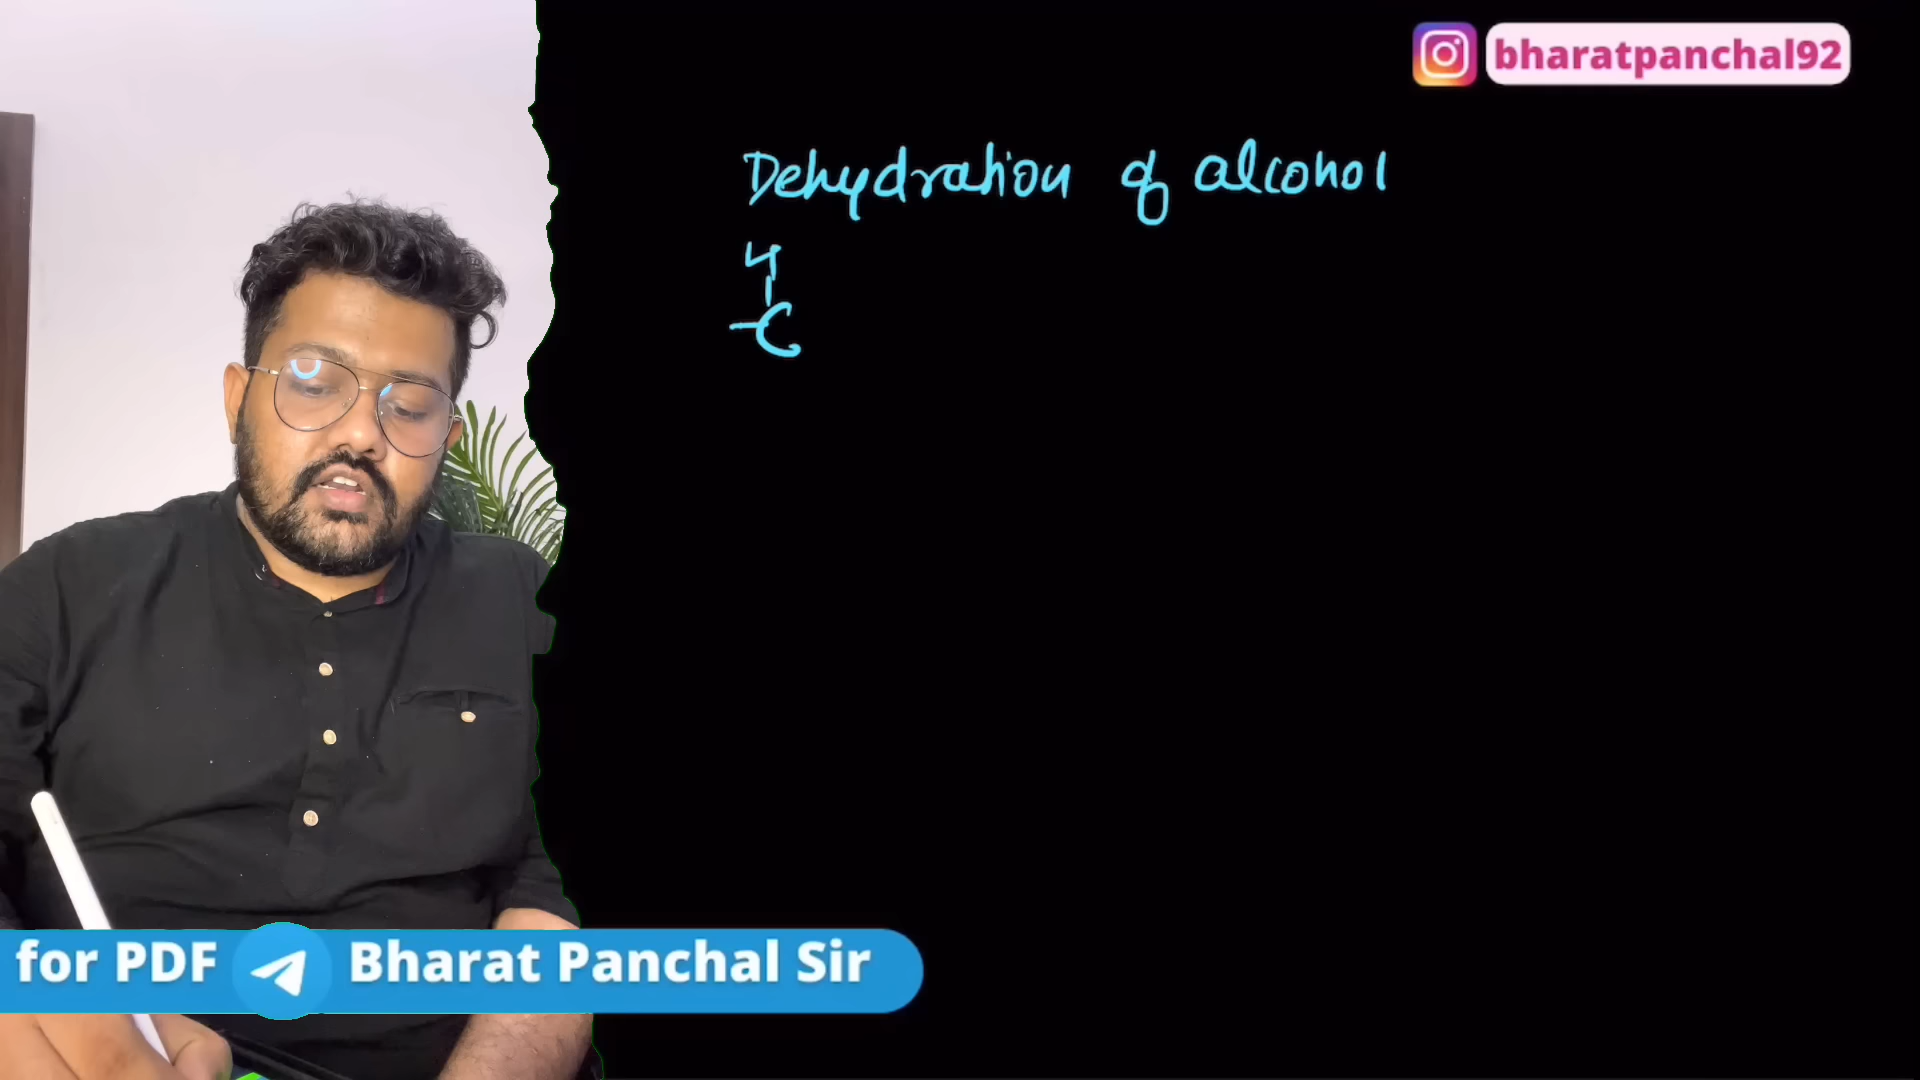 bharatpanchal92
Dehydration of alcohol
H
-C
for PDF Bharat Panchal Sir